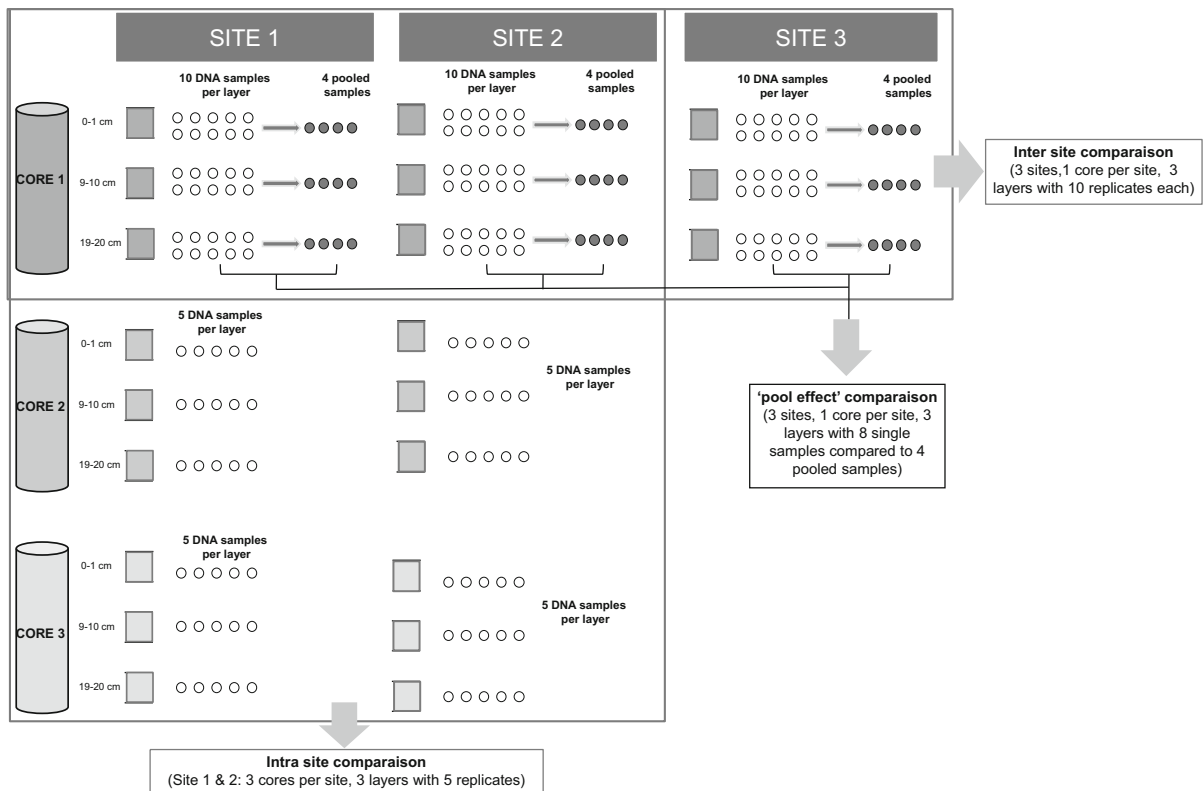 SITE 1
SITE 2
SITE 3
10 DNA samples
per layer
4 pooled
samples
10 DNA samples
per layer
4 pooled
samples
10 DNA samples
per layer
4 pooled
samples
CORE 1
0-1 cm
9-10 cm
19-20 cm
Inter site comparaison
(3 sites,1 core per site, 3
layers with 10 replicates each)
CORE 2
0-1 cm
9-10 cm
19-20 cm
5 DNA samples
per layer
5 DNA samples
per layer
'pool effect' comparaison
(3 sites, 1 core per site, 3
layers with 8 single
samples compared to 4
pooled samples)
CORE 3
0-1 cm
9-10 cm
19-20 cm
5 DNA samples
per layer
5 DNA samples
per layer
Intra site comparaison
(Site 1 & 2: 3 cores per site, 3 layers with 5 replicates)